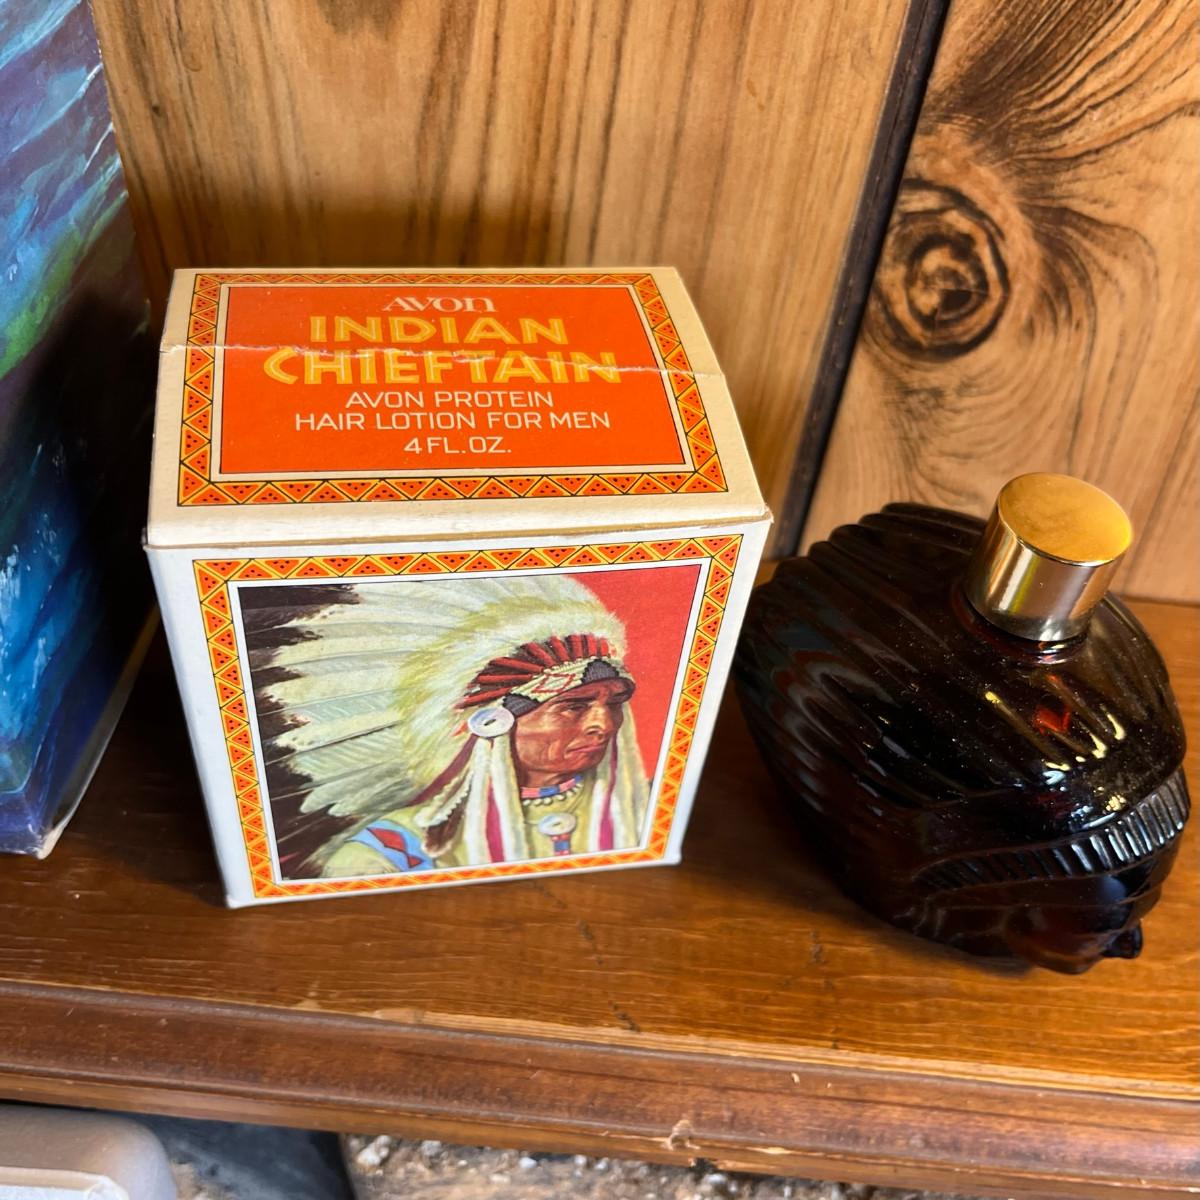 AVON
INDIAN
CHIEFTAIN
AVON PROTEIN
HAIR LOTION FOR MEN
4 FL. OZ.